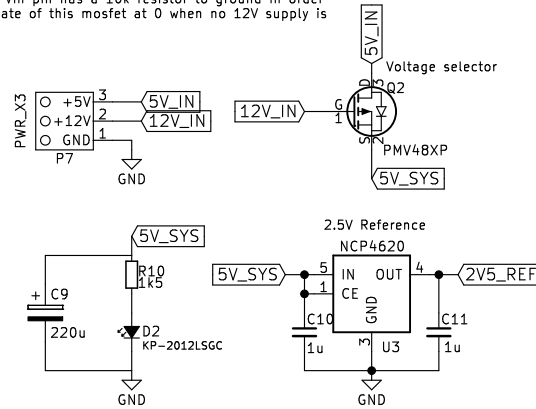 Vin pin has a 10k resistor to ground in order
ate of this mosfet at 0 when no 12V supply is
5V_IN
Voltage selector
D 3
Q2
12V_IN
G
1
S 2
PMV48XP
5V_SYS
PWR_X3
+5V 3 5V_IN
+12V 2 12V_IN
GND 1
P7
GND
5V_SYS
R10
1k5
+ C9
220u
D2
KP-2012LSGC
GND
2.5V Reference
NCP4620
5V_SYS 5 IN OUT 4 2V5_REF
1 CE
GND
3
U3
C10
1u
C11
1u
GND